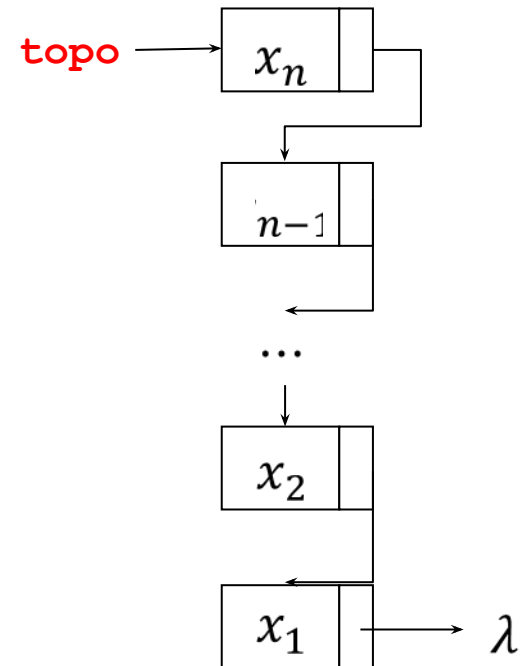 topo xₙ
n−1
...
x₂
x₁ λ